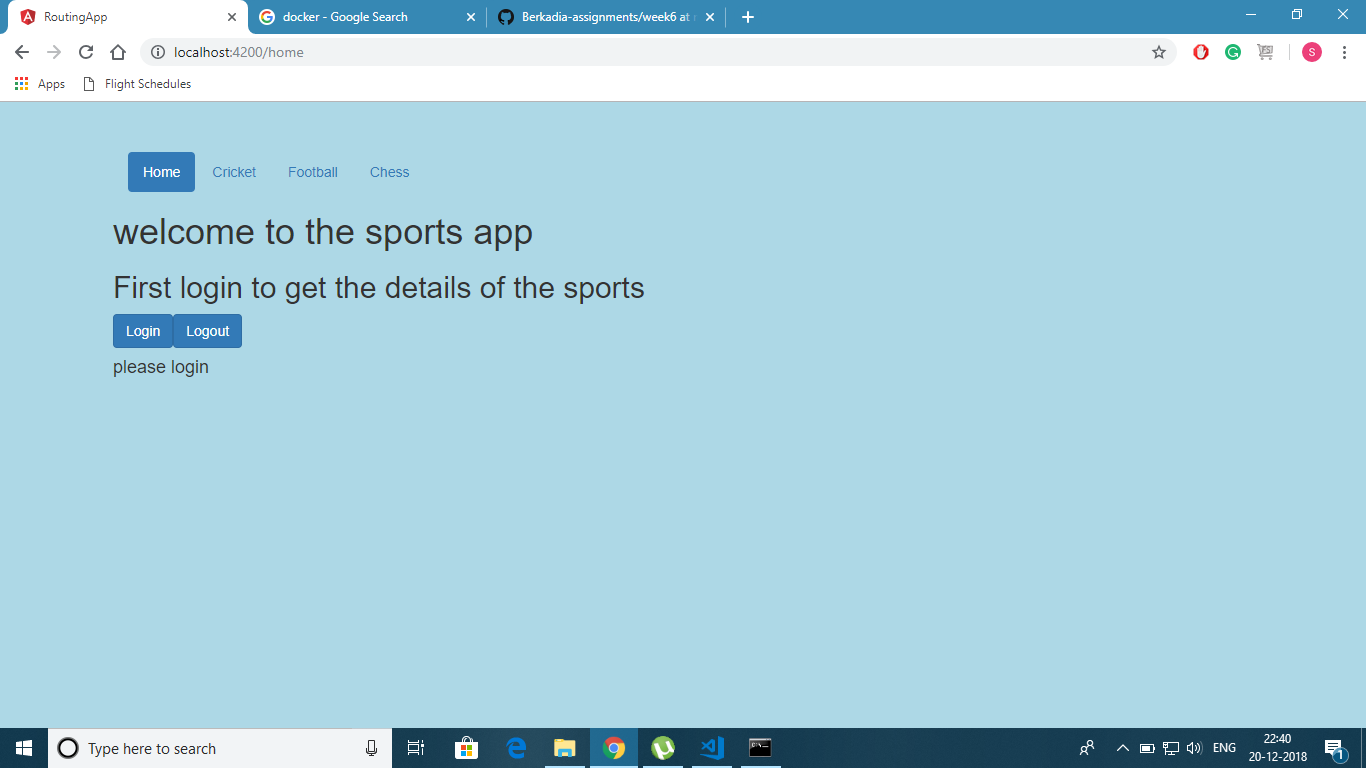 RoutingApp
docker - Google Search
Berkadia-assignments/week6 at
localhost:4200/home
S
Apps
Flight Schedules
Home
Cricket
Football
Chess
welcome to the sports app
First login to get the details of the sports
Login
Logout
please login
Type here to search
ENG
22:40
20-12-2018
1